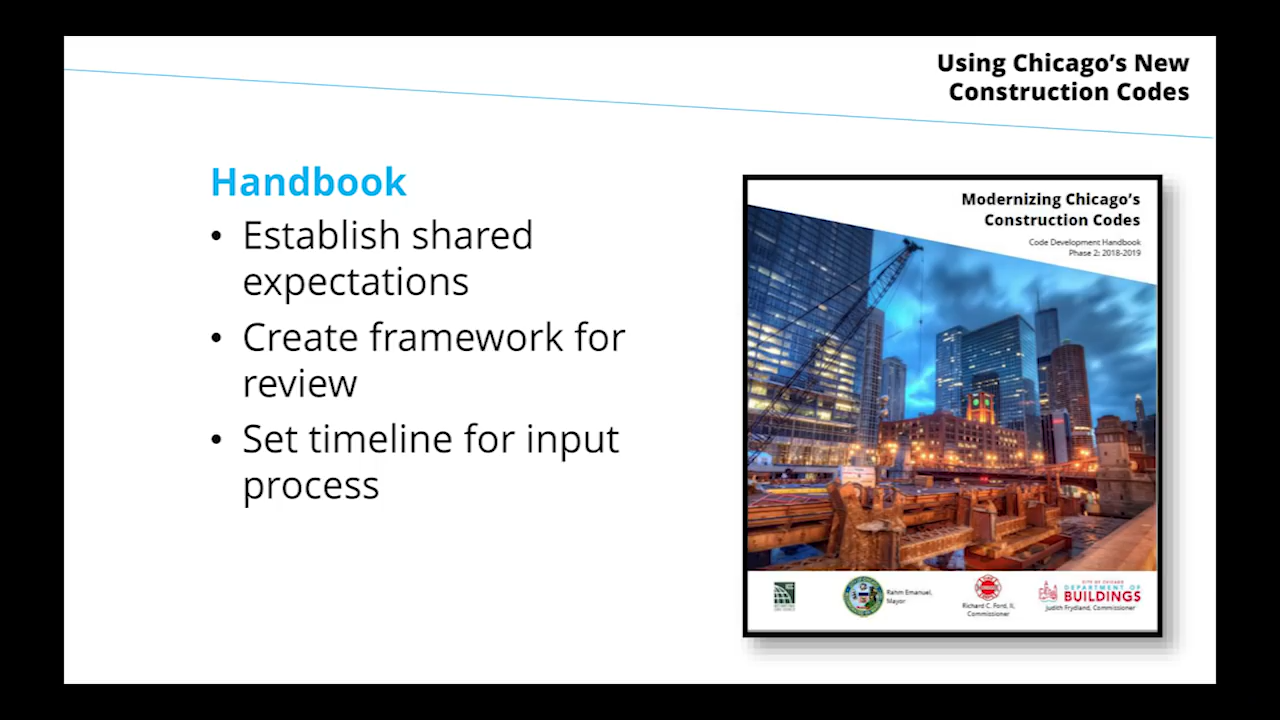 Using Chicago’s New
Construction Codes
Handbook
• Establish shared
expectations
• Create framework for
review
• Set timeline for input
process
Modernizing Chicago’s
Construction Codes
Code Development Handbook
Phase 2: 2018-2019
Rahm Emanuel,
Mayor
Richard C. Ford, II,
Commissioner
CITY OF CHICAGO
DEPARTMENT OF
BUILDINGS
Judith Frydland, Commissioner